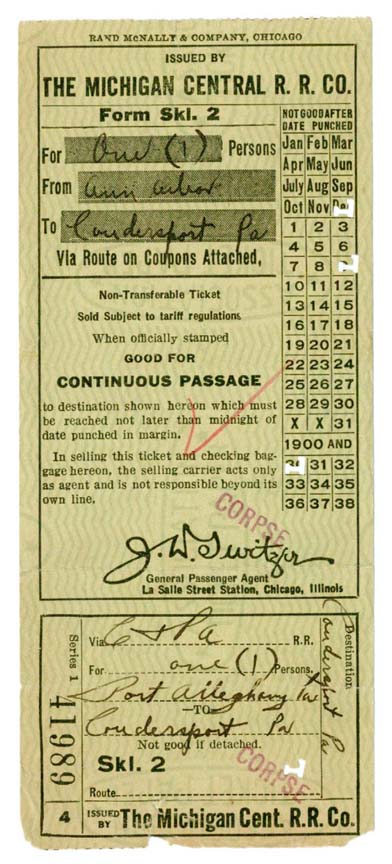 RAND McNALLY & COMPANY, CHICAGO
ISSUED BY
THE MICHIGAN CENTRAL R. R. CO.
Form Skl. 2
For One (1) Persons
From Ann Arbor
To Coudersport Pa
Via Route on Coupons Attached,
Non-Transferable Ticket
Sold Subject to tariff regulations
When officially stamped
GOOD FOR
CONTINUOUS PASSAGE
to destination shown hereon which must
be reached not later than midnight of
date punched in margin.
In selling this ticket and checking bag-
gage hereon, the selling carrier acts only
as agent and is not responsible beyond its
own line.
NOT GOOD AFTER
DATE PUNCHED
Jan Feb Mar
Apr May Jun
July Aug Sep
Oct Nov De
1 2 3
4 5 6
7 8
10 11 12
13 14 15
16 17 18
19 20 21
22 23 24
25 26 27
28 29 30
X X 31
1900 AND
31 32
33 34 35
36 37 38
CORPSE
J. W. Switzer
General Passenger Agent
La Salle Street Station, Chicago, Illinois
Via C & Pa R.R.
For one (1) Persons.
Port Alleghany Pa
—TO—
Coudersport Pa
Not good if detached.
Skl. 2
CORPSE
Route
Destination
Coudersport Pa
Series 1
41989
4
ISSUED BY The Michigan Cent. R.R. Co.